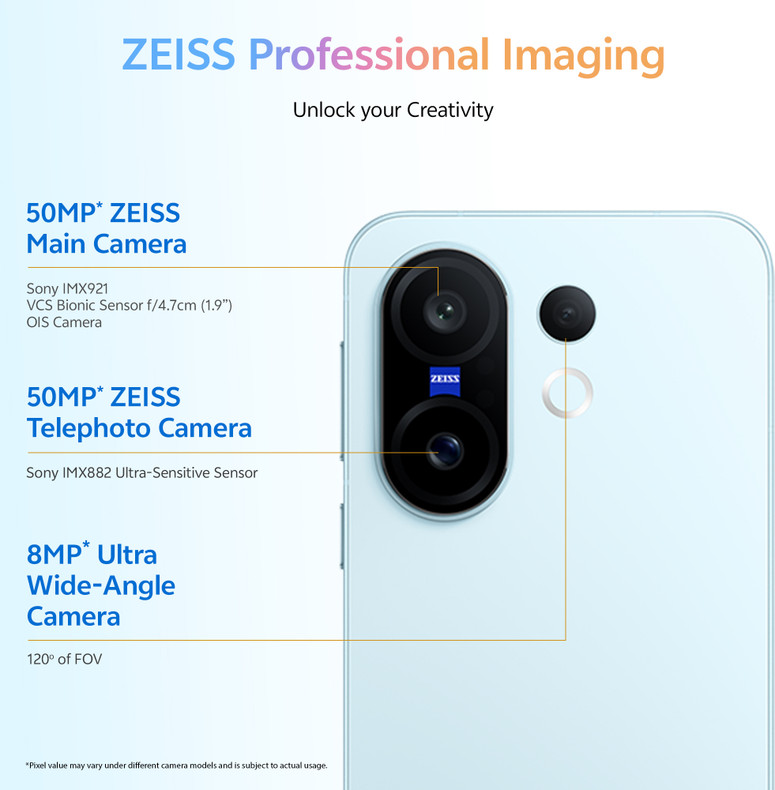 ZEISS Professional Imaging
Unlock your Creativity
50MP* ZEISS
Main Camera
Sony IMX921
VCS Bionic Sensor f/4.7cm (1.9”)
OIS Camera
ZEISS
50MP* ZEISS
Telephoto Camera
Sony IMX882 Ultra-Sensitive Sensor
8MP* Ultra
Wide-Angle
Camera
120º of FOV
*Pixel value may vary under different camera models and is subject to actual usage.